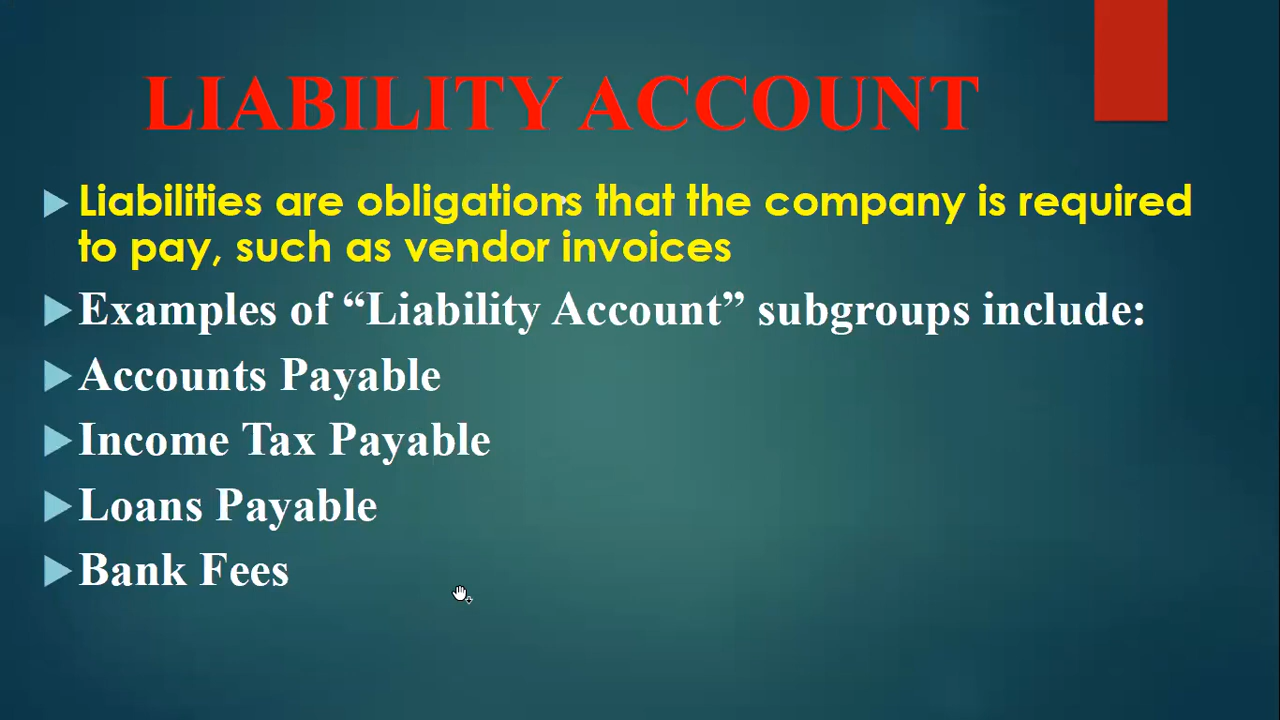 LIABILITY ACCOUNT
Liabilities are obligations that the company is required
to pay, such as vendor invoices
Examples of “Liability Account” subgroups include:
Accounts Payable
Income Tax Payable
Loans Payable
Bank Fees